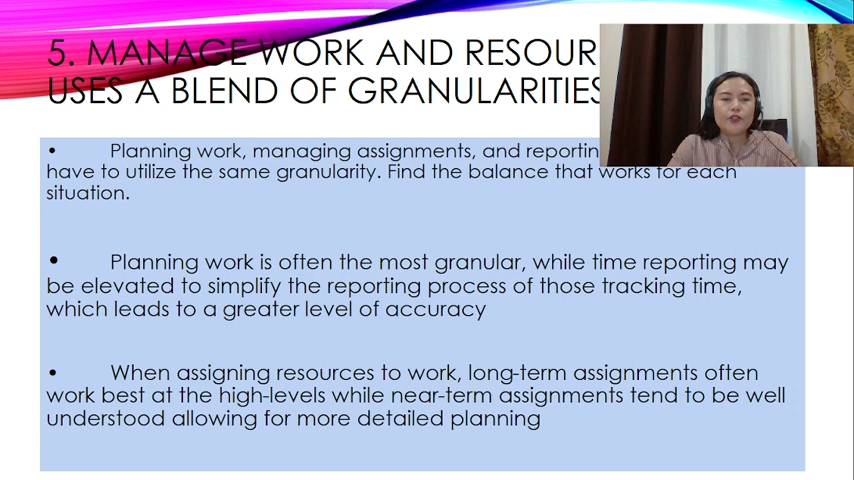 5. MANAGE WORK AND RESOUR
USES A BLEND OF GRANULARITIES
• Planning work, managing assignments, and reportin
have to utilize the same granularity. Find the balance that works for each
situation.
• Planning work is often the most granular, while time reporting may
be elevated to simplify the reporting process of those tracking time,
which leads to a greater level of accuracy
• When assigning resources to work, long-term assignments often
work best at the high-levels while near-term assignments tend to be well
understood allowing for more detailed planning